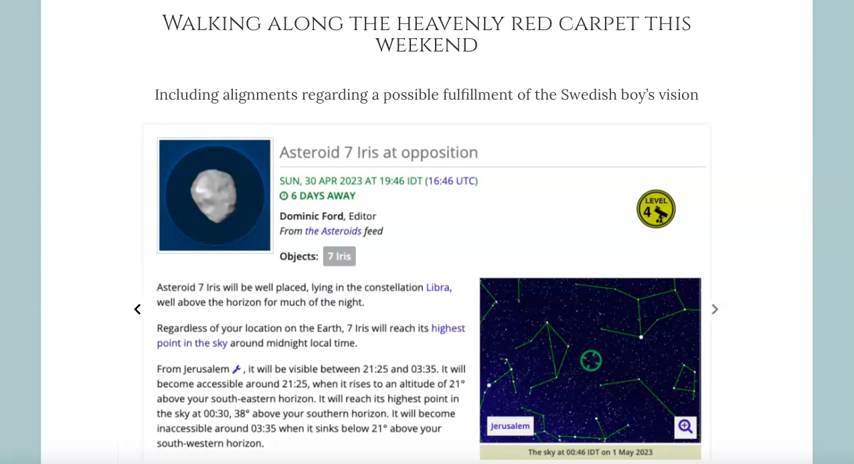 Walking along the heavenly red carpet this
weekend
Including alignments regarding a possible fulfillment of the Swedish boy’s vision
Asteroid 7 Iris at opposition
SUN, 30 APR 2023 AT 19:46 IDT (16:46 UTC)
6 DAYS AWAY
Dominic Ford, Editor
From the Asteroids feed
Objects: 7 Iris
LEVEL
4
Asteroid 7 Iris will be well placed, lying in the constellation Libra,
well above the horizon for much of the night.
Regardless of your location on the Earth, 7 Iris will reach its highest
point in the sky around midnight local time.
From Jerusalem , it will be visible between 21:25 and 03:35. It will
become accessible around 21:25, when it rises to an altitude of 21°
above your south-eastern horizon. It will reach its highest point in
the sky at 00:30, 38° above your southern horizon. It will become
inaccessible around 03:35 when it sinks below 21° above your
south-western horizon.
Jerusalem
The sky at 00:46 IDT on 1 May 2023